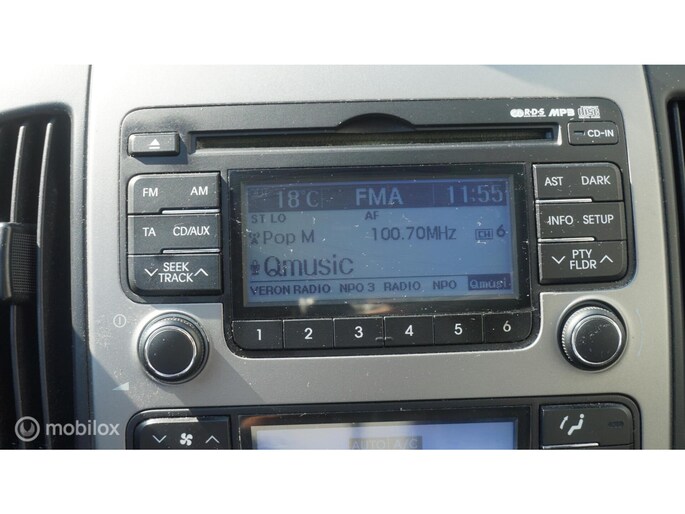 R·D·S MP3
CD-IN
FM AM
TA CD/AUX
SEEK
TRACK
18°C FMA 11:55
ST LO AF
Pop M 100.70MHz CH 6
Qmusic
VERON RADIO NPO 3 RADIO NPO Qmusi
AST DARK
INFO SETUP
PTY
FLDR
1 2 3 4 5 6
AUTO A/C
mobilox